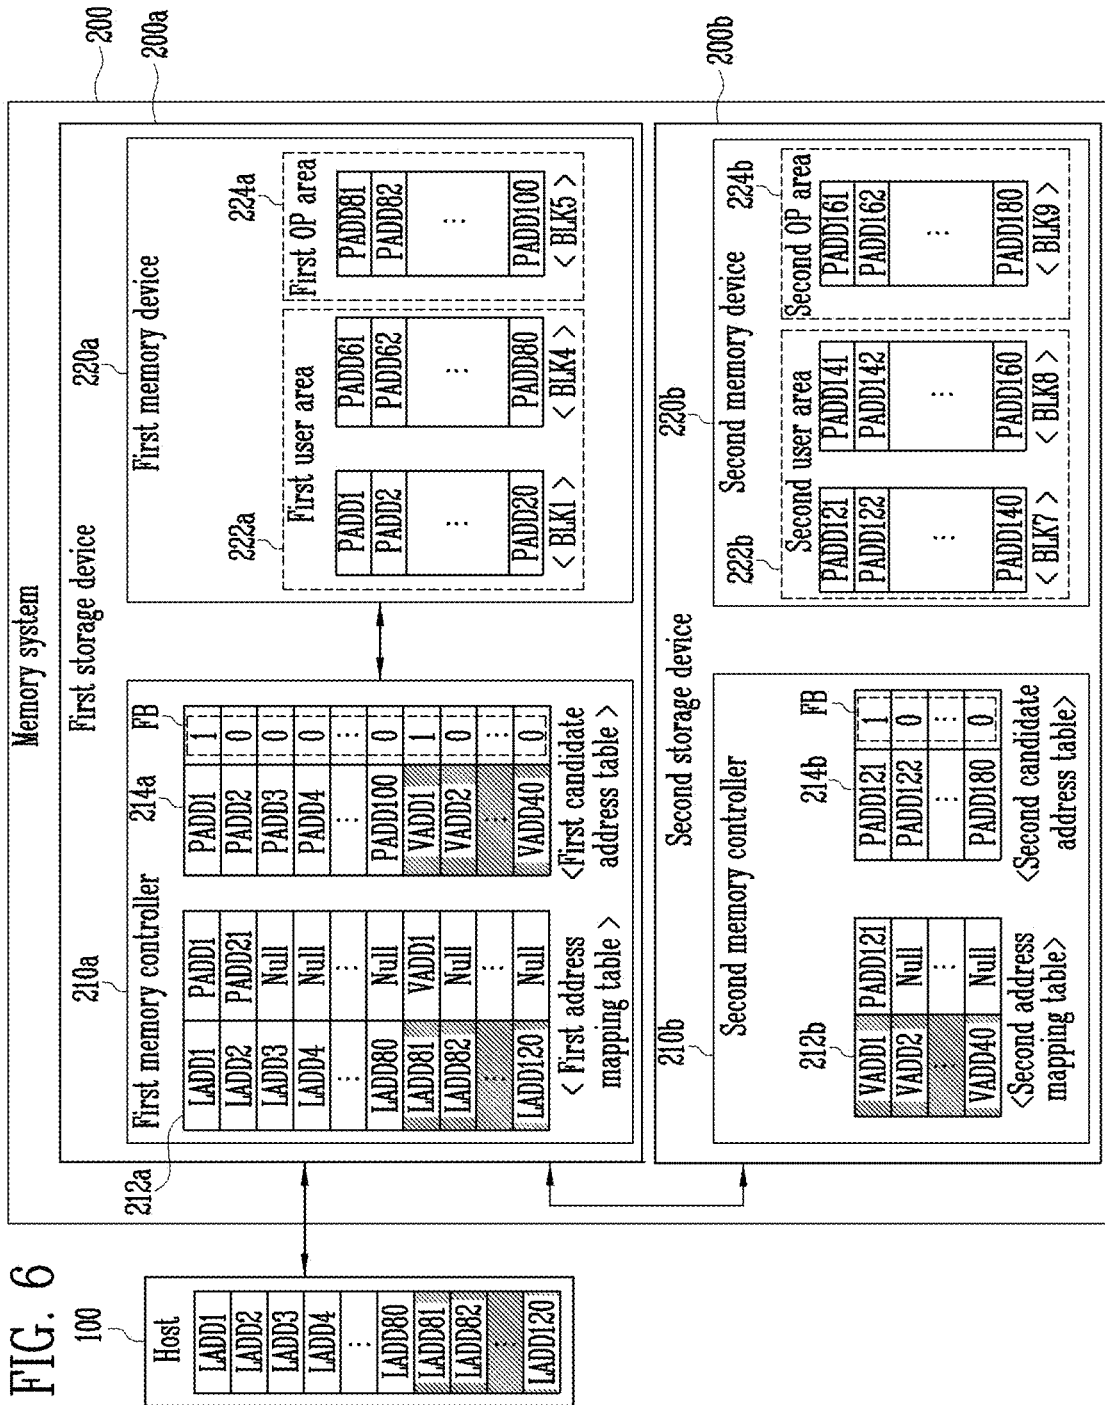 FIG. 6
100
Host
LADD1
LADD2
LADD3
LADD4
⋮
LADD80
LADD81
LADD82
⋮
LADD120
Memory system
200
First storage device
200a
210a
First memory controller
212a
LADD1 PADD1
LADD2 PADD21
LADD3 Null
LADD4 Null
⋮ ⋮
LADD80 Null
LADD81 VADD1
LADD82 Null
⋮ ⋮
LADD120 Null
< First address
mapping table >
214a
FB
PADD1 1
PADD2 0
PADD3 0
PADD4 0
⋮ ⋮
PADD100 0
VADD1 1
VADD2 0
⋮ ⋮
VADD40 0
<First candidate
address table >
220a
First memory device
222a
First user area
PADD1
PADD2
⋮
PADD20
< BLK1 >
PADD61
PADD62
⋮
PADD80
< BLK4 >
224a
First OP area
PADD81
PADD82
⋮
PADD100
< BLK5 >
Second storage device
200b
210b
Second memory controller
212b
VADD1 PADD121
VADD2 Null
⋮ ⋮
VADD40 Null
<Second address
mapping table>
214b
FB
PADD121 1
PADD122 0
⋮ ⋮
PADD180 0
<Second candidate
address table>
220b
Second memory device
222b
Second user area
PADD121
PADD122
⋮
PADD140
< BLK7 >
PADD141
PADD142
⋮
PADD160
< BLK8 >
224b
Second OP area
PADD161
PADD162
⋮
PADD180
< BLK9 >